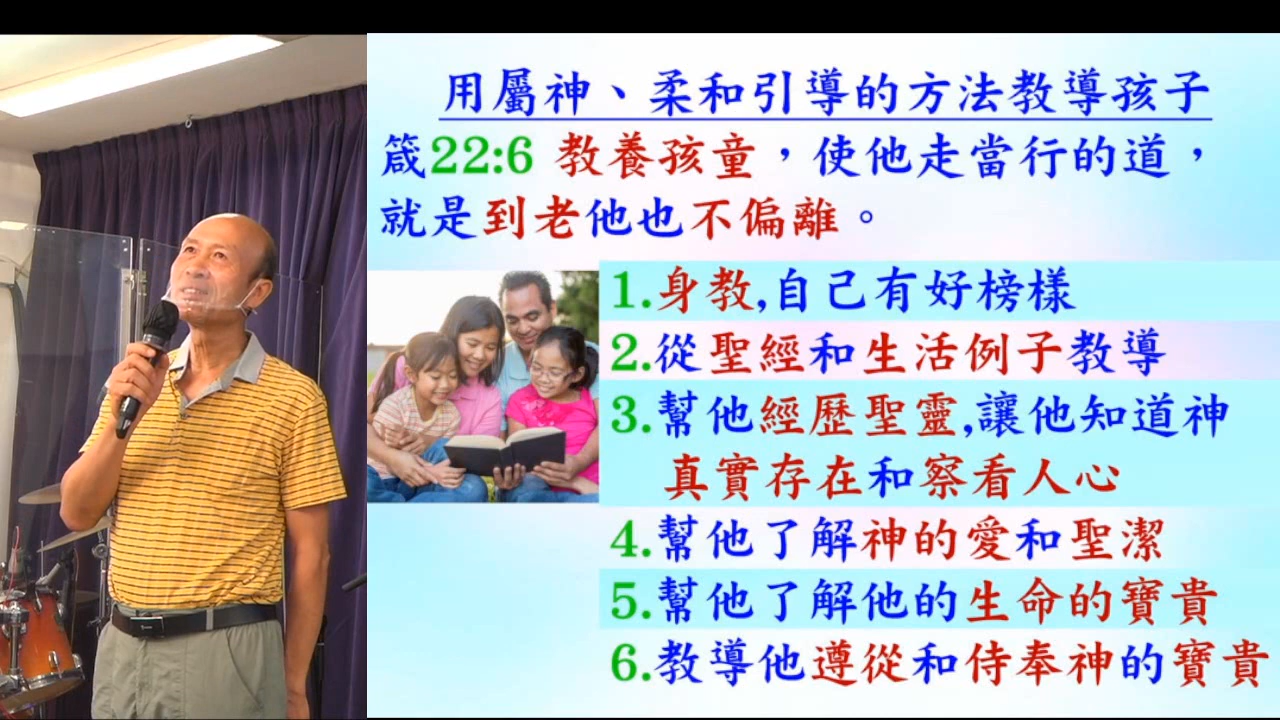 用屬神、柔和引導的方法教導孩子
箴22:6 教養孩童，使他走當行的道，
就是到老他也不偏離。
1.身教,自己有好榜樣
2.從聖經和生活例子教導
3.幫他經歷聖靈,讓他知道神
真實存在和察看人心
4.幫他了解神的愛和聖潔
5.幫他了解他的生命的寶貴
6.教導他遵從和侍奉神的寶貴